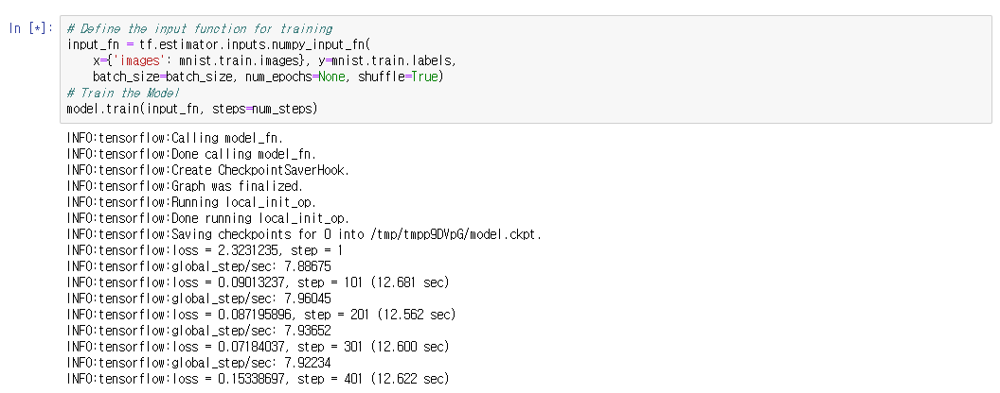 In [*]:
# Define the input function for training
input_fn = tf.estimator.inputs.numpy_input_fn(
    x={'images': mnist.train.images}, y=mnist.train.labels,
    batch_size=batch_size, num_epochs=None, shuffle=True)
# Train the Model
model.train(input_fn, steps=num_steps)
INFO:tensorflow:Calling model_fn.
INFO:tensorflow:Done calling model_fn.
INFO:tensorflow:Create CheckpointSaverHook.
INFO:tensorflow:Graph was finalized.
INFO:tensorflow:Running local_init_op.
INFO:tensorflow:Done running local_init_op.
INFO:tensorflow:Saving checkpoints for 0 into /tmp/tmpp9DVpG/model.ckpt.
INFO:tensorflow:loss = 2.3231235, step = 1
INFO:tensorflow:global_step/sec: 7.88675
INFO:tensorflow:loss = 0.09013237, step = 101 (12.681 sec)
INFO:tensorflow:global_step/sec: 7.96045
INFO:tensorflow:loss = 0.087195896, step = 201 (12.562 sec)
INFO:tensorflow:global_step/sec: 7.93652
INFO:tensorflow:loss = 0.07184037, step = 301 (12.600 sec)
INFO:tensorflow:global_step/sec: 7.92234
INFO:tensorflow:loss = 0.15338697, step = 401 (12.622 sec)